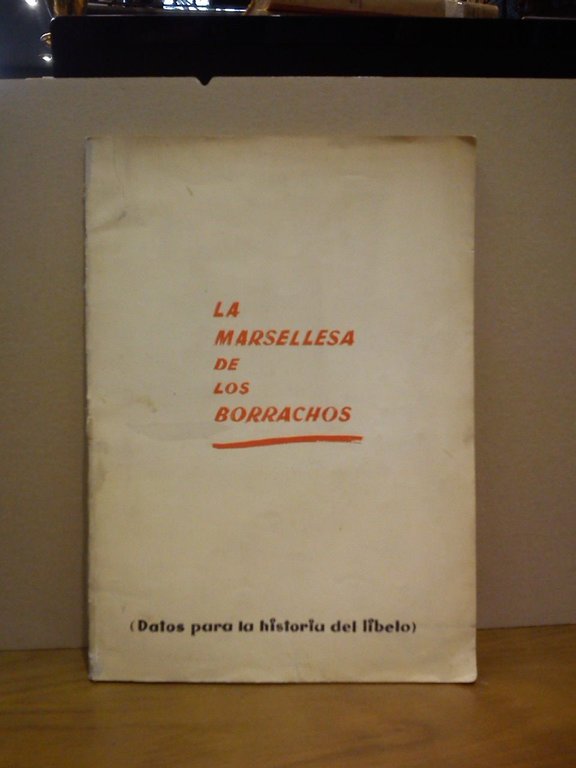 LA
MARSELLESA
DE
LOS
BORRACHOS
(Datos para la historia del libelo)